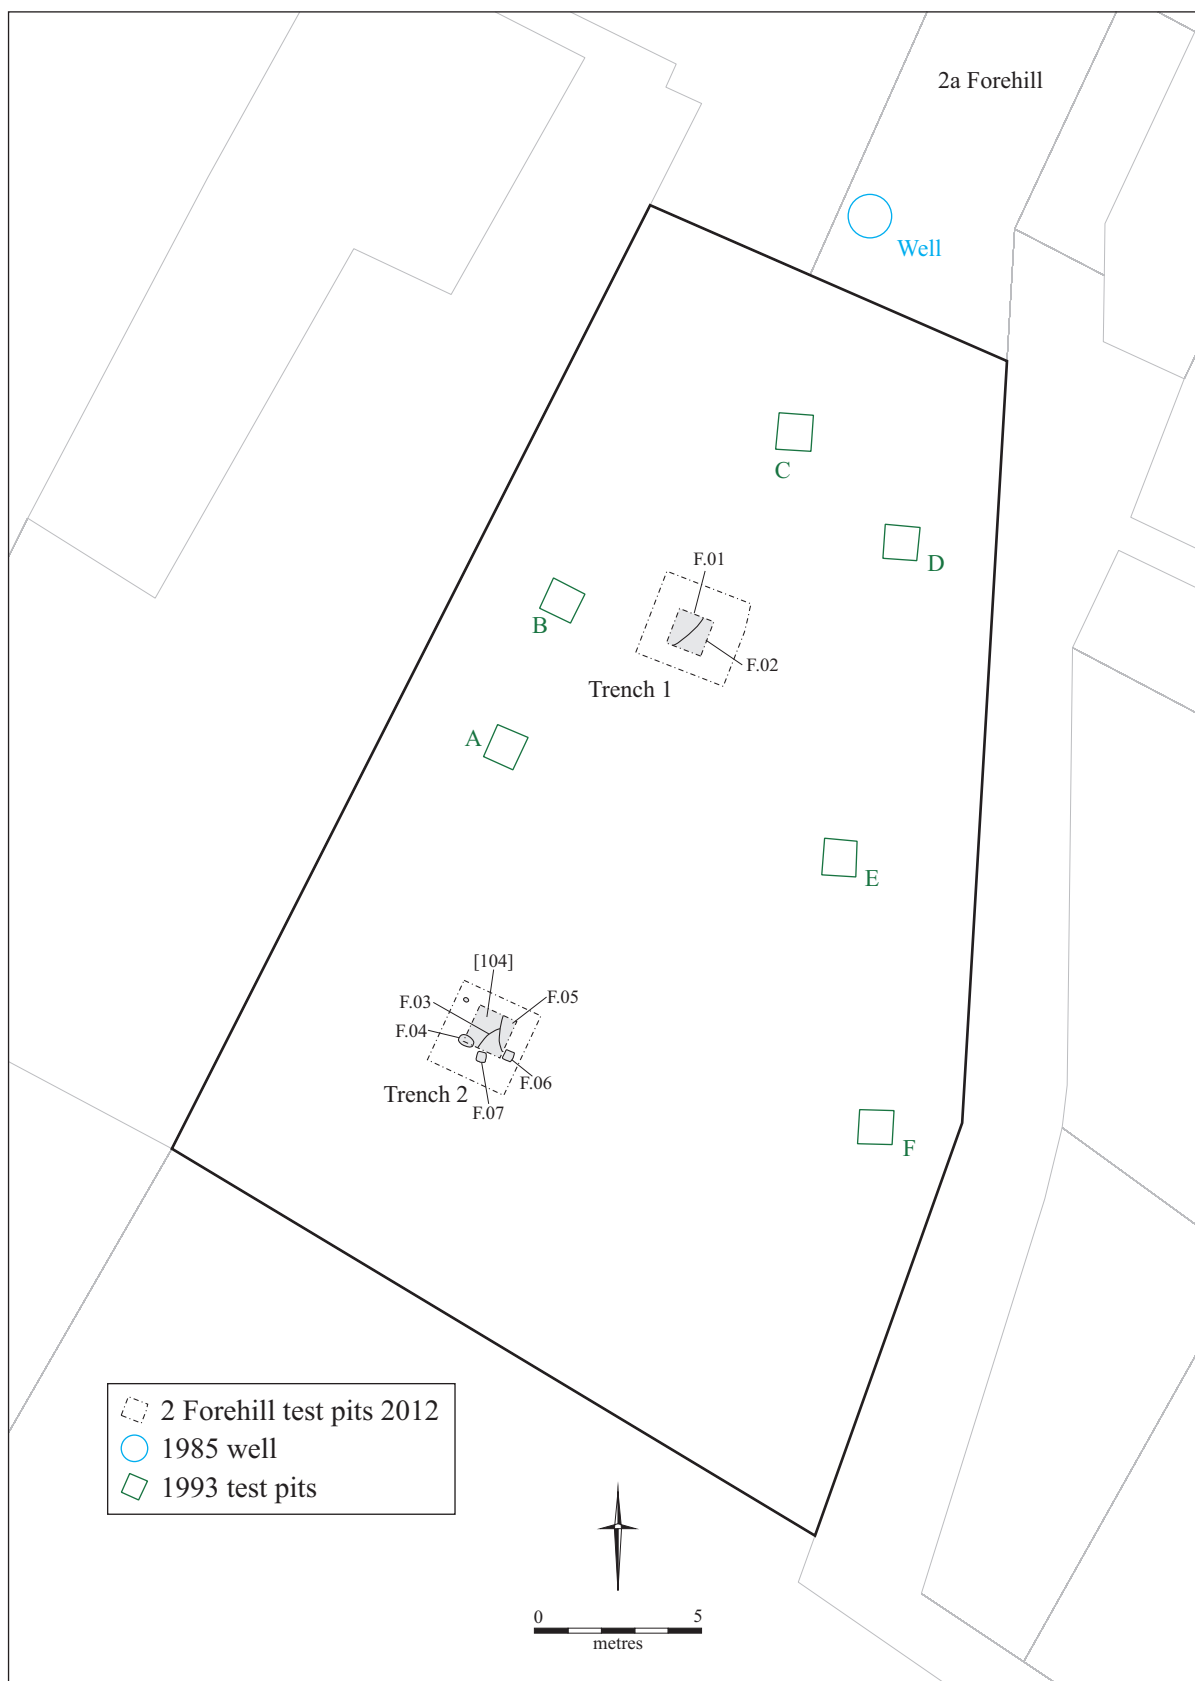 2a Forehill
Well
C
D
F.01
B
F.02
Trench 1
A
E
[104]
F.03
F.05
F.04
F.06
Trench 2
F.07
F
2 Forehill test pits 2012
1985 well
1993 test pits
0 5
metres